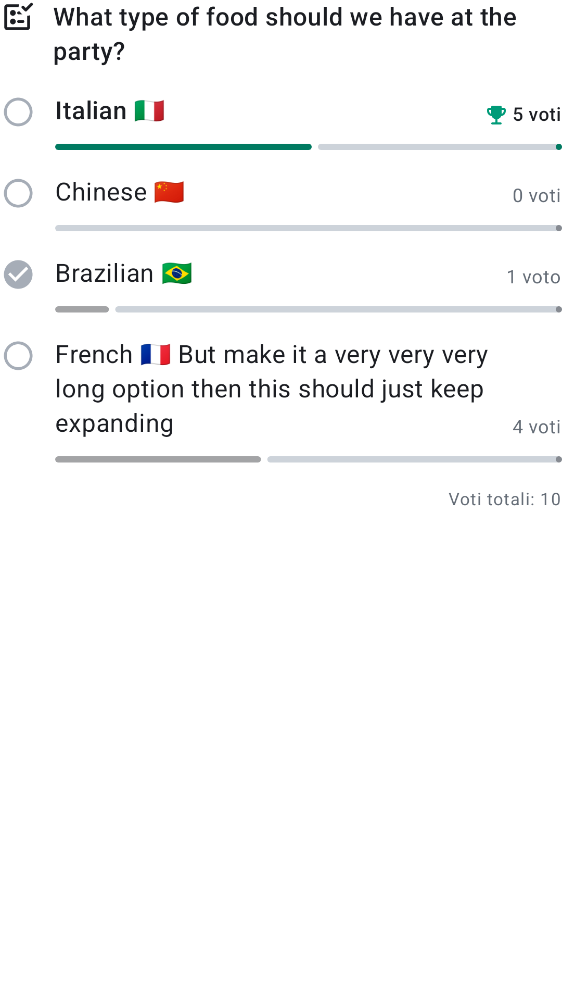 What type of food should we have at the
party?
Italian 🇮🇹 5 voti
Chinese 🇨🇳 0 voti
Brazilian 🇧🇷 1 voto
French 🇫🇷 But make it a very very very
long option then this should just keep
expanding 4 voti
Voti totali: 10